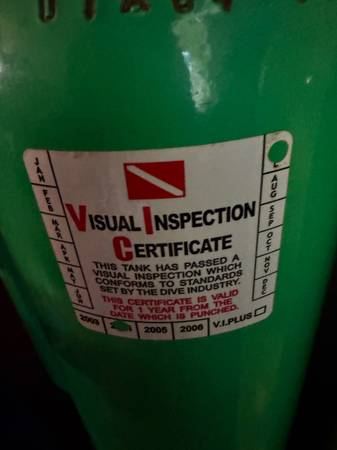 VISUAL INSPECTION
CERTIFICATE
THIS TANK HAS PASSED A
VISUAL INSPECTION WHICH
CONFORMS TO STANDARDS
SET BY THE DIVE INDUSTRY.
THIS CERTIFICATE IS VALID
FOR 1 YEAR FROM THE
DATE WHICH IS PUNCHED.
JAN
FEB
MAR
APR
MAY
JUN
AUG
SEP
OCT
NOV
DEC
2003
2005
2006
V.I.PLUS